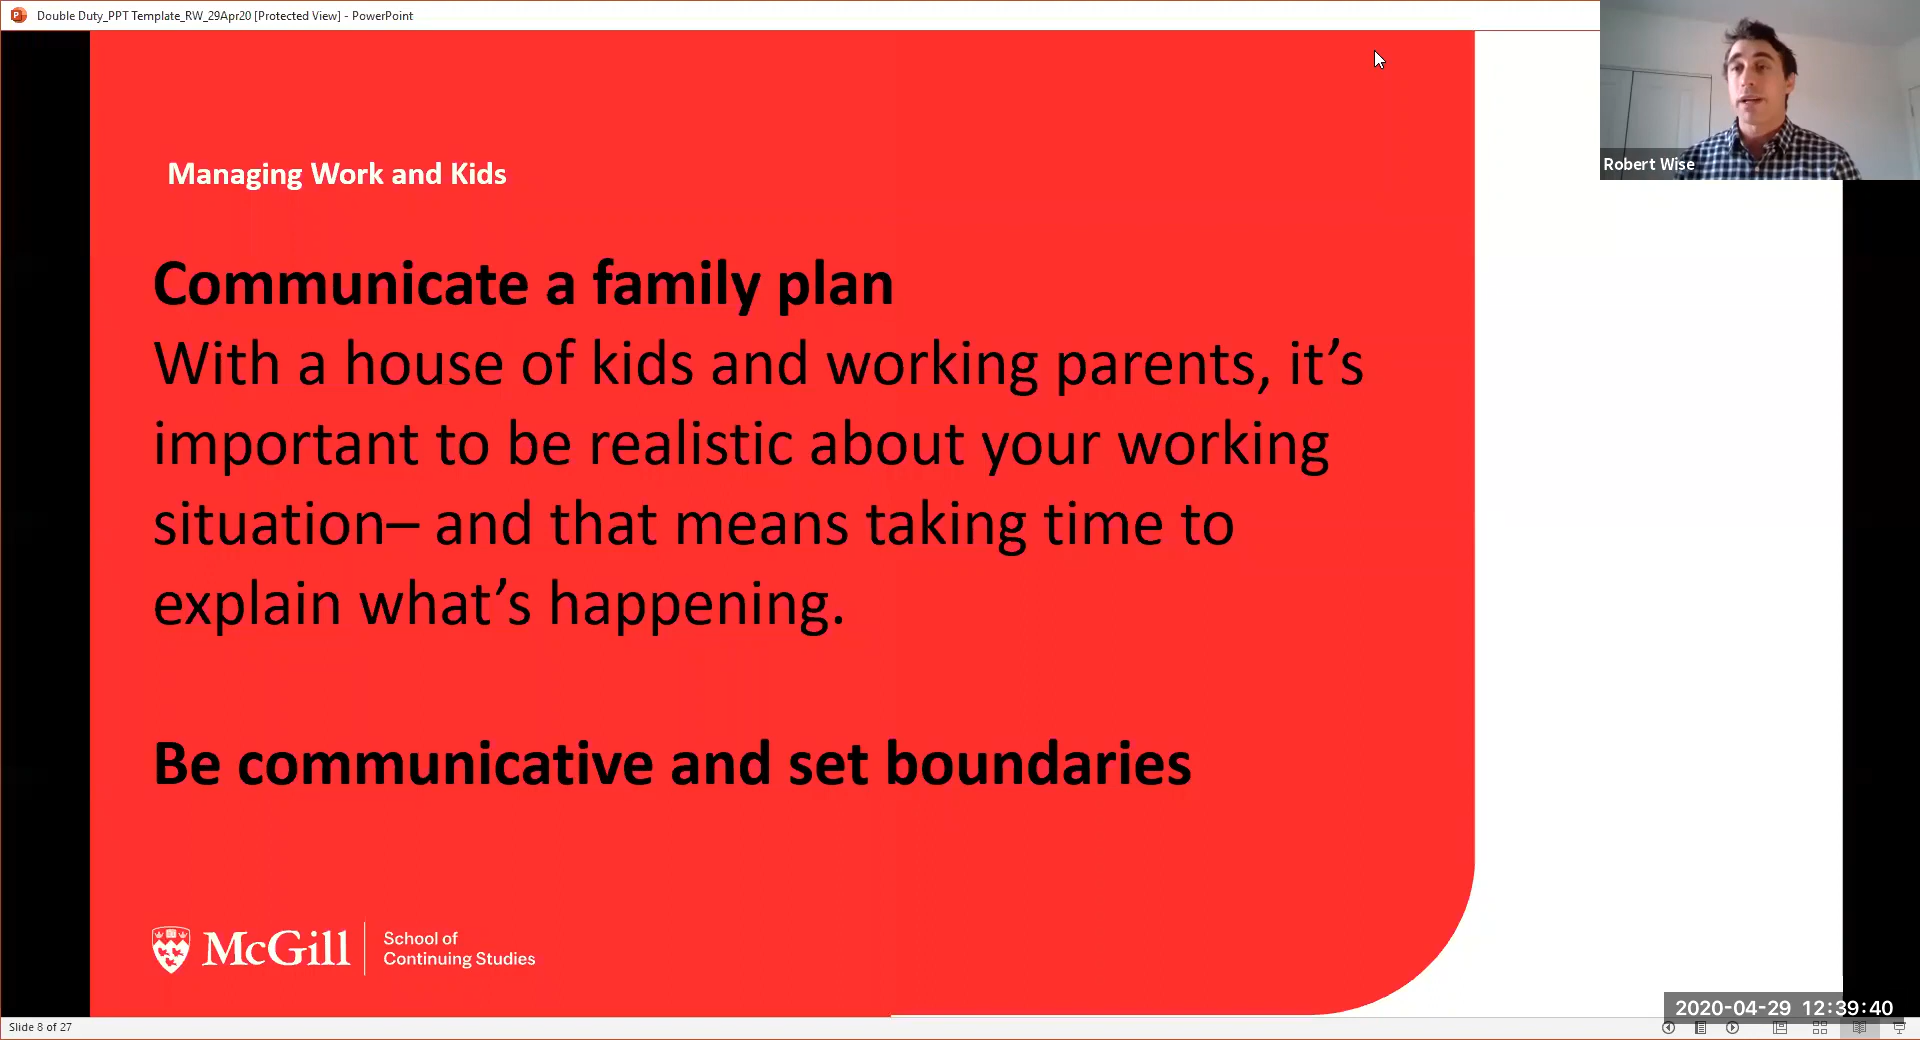 Double Duty_PPT Template_RW_29Apr20 [Protected View] - PowerPoint
Robert Wise
Managing Work and Kids
Communicate a family plan
With a house of kids and working parents, it’s
important to be realistic about your working
situation– and that means taking time to
explain what’s happening.
Be communicative and set boundaries
McGill
School of
Continuing Studies
2020-04-29 12:39:40
Slide 8 of 27